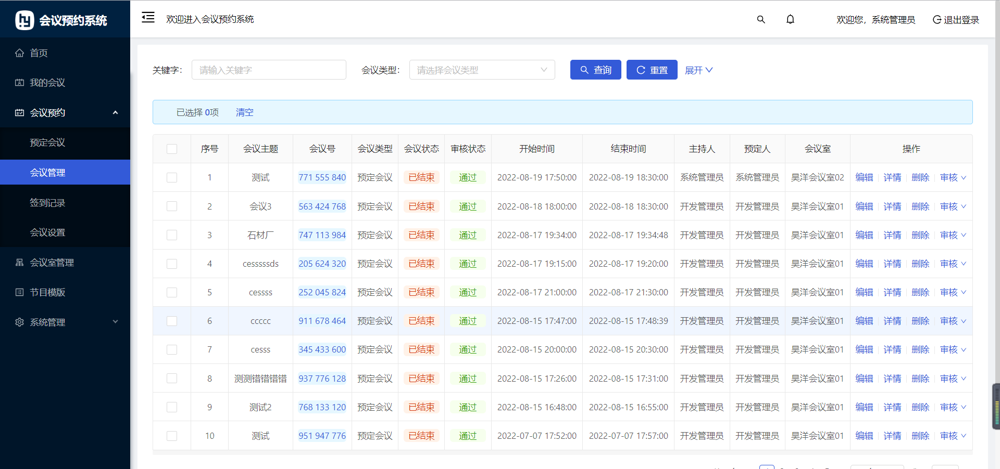 会议预约系统
欢迎进入会议预约系统
欢迎您，系统管理员
退出登录
首页
我的会议
会议预约
预定会议
会议管理
签到记录
会议设置
会议室管理
节目模版
系统管理
关键字： 请输入关键字 会议类型： 请选择会议类型 查询 重置 展开
已选择 0项 清空
序号 会议主题 会议号 会议类型 会议状态 审核状态 开始时间 结束时间 主持人 预定人 会议室 操作
1 测试 771 555 840 预定会议 已结束 通过 2022-08-19 17:50:00 2022-08-19 18:30:00 系统管理员 系统管理员 昊洋会议室02 编辑 详情 删除 审核
2 会议3 563 424 768 预定会议 已结束 通过 2022-08-18 18:00:00 2022-08-18 18:30:00 开发管理员 开发管理员 昊洋会议室01 编辑 详情 删除 审核
3 石材厂 747 113 984 预定会议 已结束 通过 2022-08-17 19:34:00 2022-08-17 19:34:48 开发管理员 开发管理员 昊洋会议室01 编辑 详情 删除 审核
4 cesssssds 205 624 320 预定会议 已结束 通过 2022-08-17 19:15:00 2022-08-17 19:20:00 开发管理员 开发管理员 昊洋会议室01 编辑 详情 删除 审核
5 cessss 252 045 824 预定会议 已结束 通过 2022-08-17 21:00:00 2022-08-17 21:30:00 开发管理员 开发管理员 昊洋会议室01 编辑 详情 删除 审核
6 ccccc 911 678 464 预定会议 已结束 通过 2022-08-15 17:47:00 2022-08-15 17:48:39 开发管理员 开发管理员 昊洋会议室01 编辑 详情 删除 审核
7 cesss 345 433 600 预定会议 已结束 通过 2022-08-15 20:00:00 2022-08-15 20:30:00 开发管理员 开发管理员 昊洋会议室01 编辑 详情 删除 审核
8 测测错错错错 937 776 128 预定会议 已结束 通过 2022-08-15 17:26:00 2022-08-15 17:31:00 开发管理员 开发管理员 昊洋会议室01 编辑 详情 删除 审核
9 测试2 768 133 120 预定会议 已结束 通过 2022-08-15 16:48:00 2022-08-15 16:55:00 开发管理员 开发管理员 昊洋会议室01 编辑 详情 删除 审核
10 测试 951 947 776 预定会议 已结束 通过 2022-07-07 17:52:00 2022-07-07 17:57:00 开发管理员 开发管理员 昊洋会议室01 编辑 详情 删除 审核